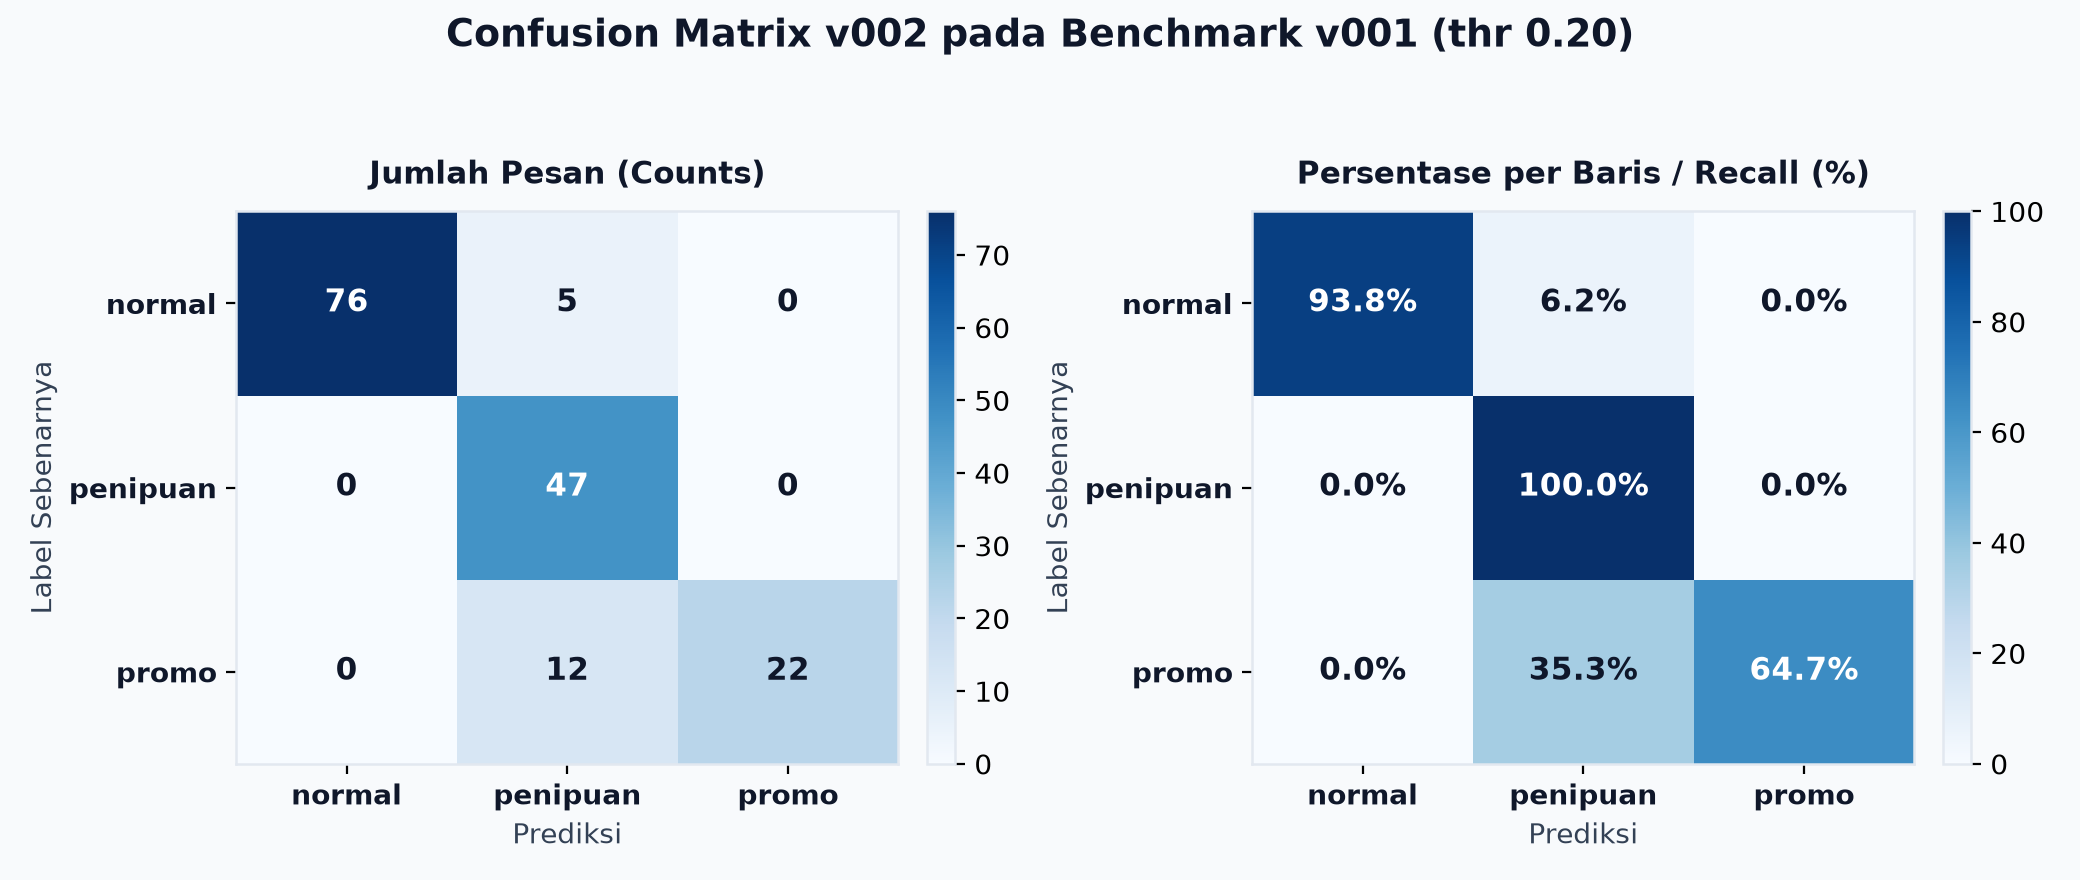 Confusion Matrix v002 pada Benchmark v001 (thr 0.20)
Jumlah Pesan (Counts)
Label Sebenarnya
normal
76
5
0
penipuan
0
47
0
promo
0
12
22
normal
penipuan
promo
Prediksi
70
60
50
40
30
20
10
0
Persentase per Baris / Recall (%)
Label Sebenarnya
normal
93.8%
6.2%
0.0%
penipuan
0.0%
100.0%
0.0%
promo
0.0%
35.3%
64.7%
normal
penipuan
promo
Prediksi
100
80
60
40
20
0